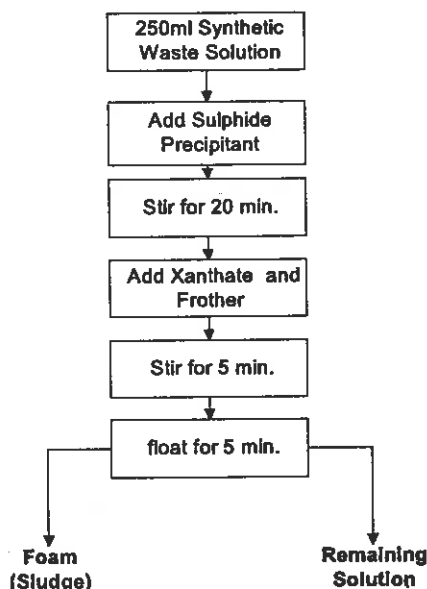 250ml Synthetic
Waste Solution
Add Sulphide
Precipitant
Stir for 20 min.
Add Xanthate and
Frother
Stir for 5 min.
float for 5 min.
Foam
(Sludge)
Remaining
Solution